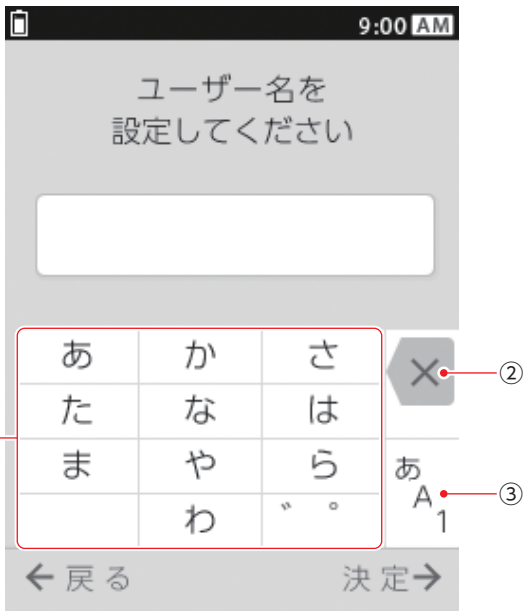 9:00 AM
ユーザー名を
設定してください
あ か さ
た な は
ま や ら
わ ゛ ゜
②
あ
A
1
③
戻る
決定